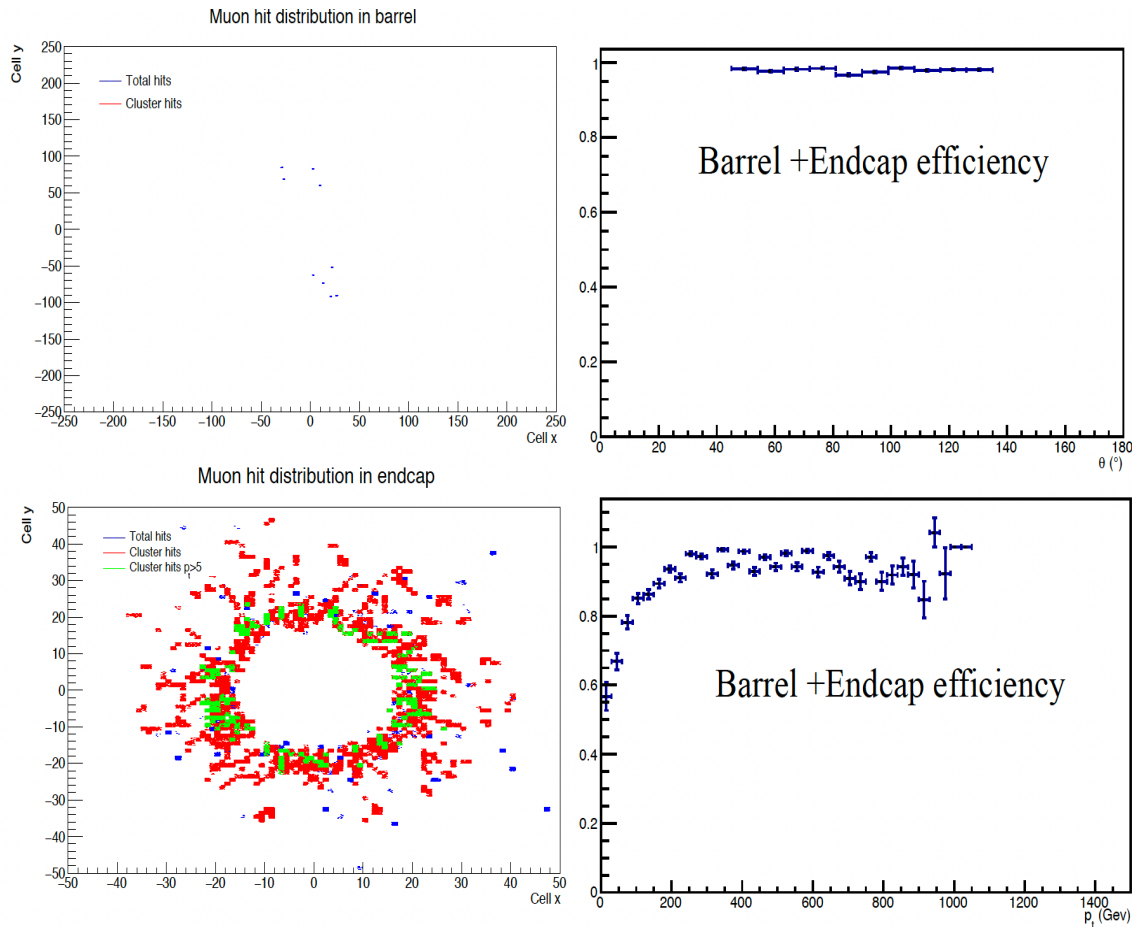 Muon hit distribution in barrel
Cell y
250
200
150
100
50
0
−50
−100
−150
−200
−250
Total hits
Cluster hits
−250 −200 −150 −100 −50 0 50 100 150 200 250
Cell x
1
0.8
0.6
0.4
0.2
0
Barrel +Endcap efficiency
0 20 40 60 80 100 120 140 160 180
θ (°)
Muon hit distribution in endcap
Cell y
50
40
30
20
10
0
−10
−20
−30
−40
−50
Total hits
Cluster hits
Cluster hits pt>5
−50 −40 −30 −20 −10 0 10 20 30 40 50
Cell x
1
0.8
0.6
0.4
0.2
0
Barrel +Endcap efficiency
0 200 400 600 800 1000 1200 1400
pt (Gev)